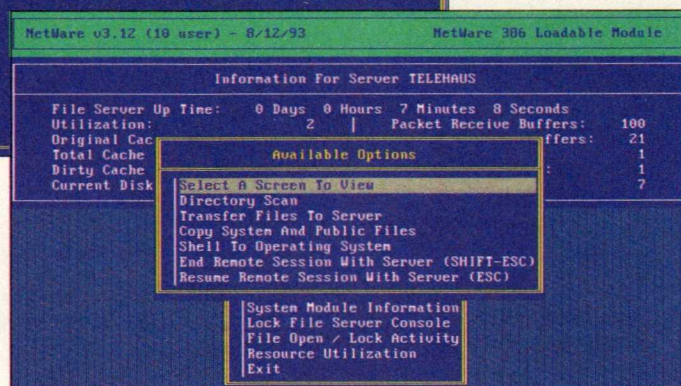 NetWare v3.12 (10 user) - 8/12/93 NetWare 386 Loadable Module
Information For Server TELEHAUS
File Server Up Time: 0 Days 0 Hours 7 Minutes 8 Seconds
Utilization: 2 | Packet Receive Buffers: 100
Original Cac ffers: 21
Total Cache 1
Dirty Cache : 1
Current Disk 7
Available Options
Select A Screen To View
Directory Scan
Transfer Files To Server
Copy System And Public Files
Shell To Operating System
End Remote Session With Server (SHIFT-ESC)
Resume Remote Session With Server (ESC)
System Module Information
Lock File Server Console
File Open / Lock Activity
Resource Utilization
Exit